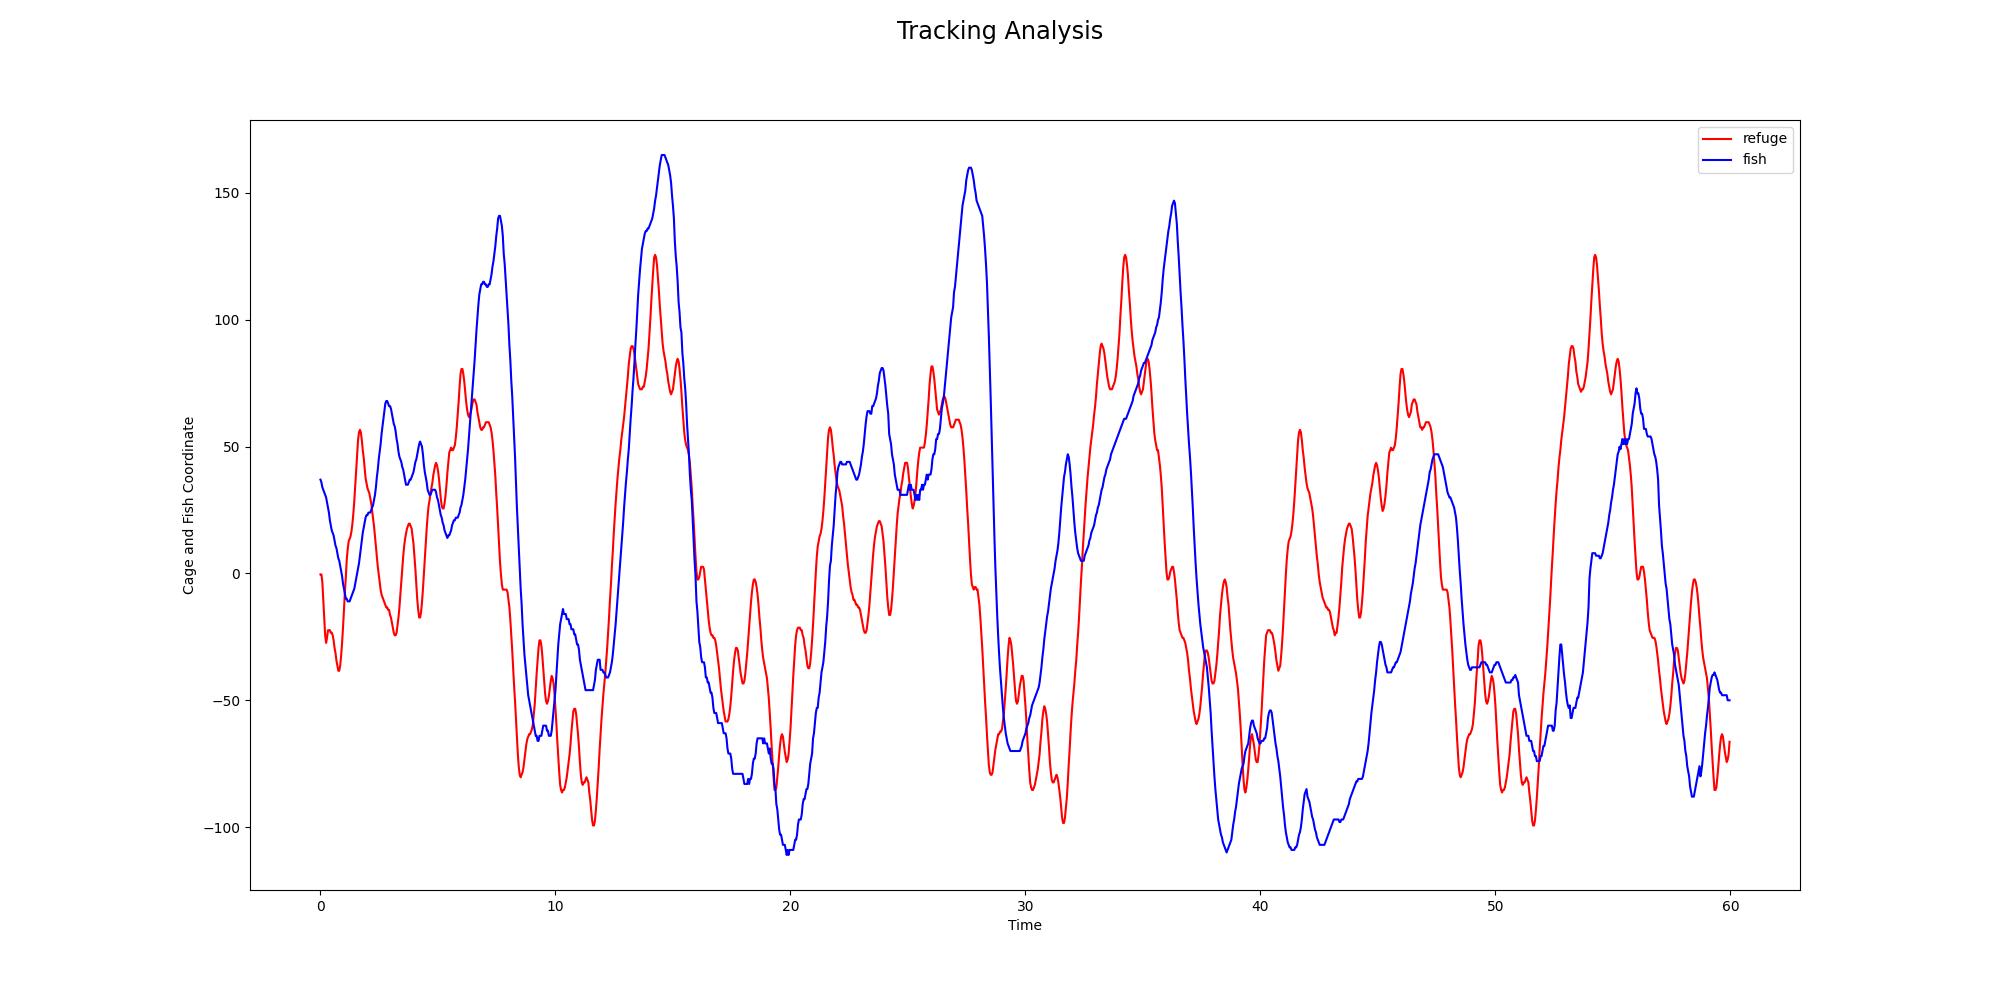 Tracking Analysis
refuge
fish
Cage and Fish Coordinate
150
100
50
0
−50
−100
0 10 20 30 40 50 60
Time